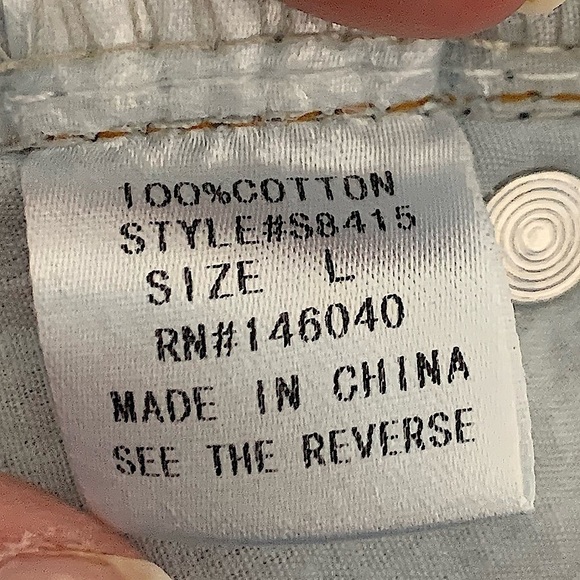 100%COTTON
STYLE#S8415
SIZE L
RN#146040
MADE IN CHINA
SEE THE REVERSE